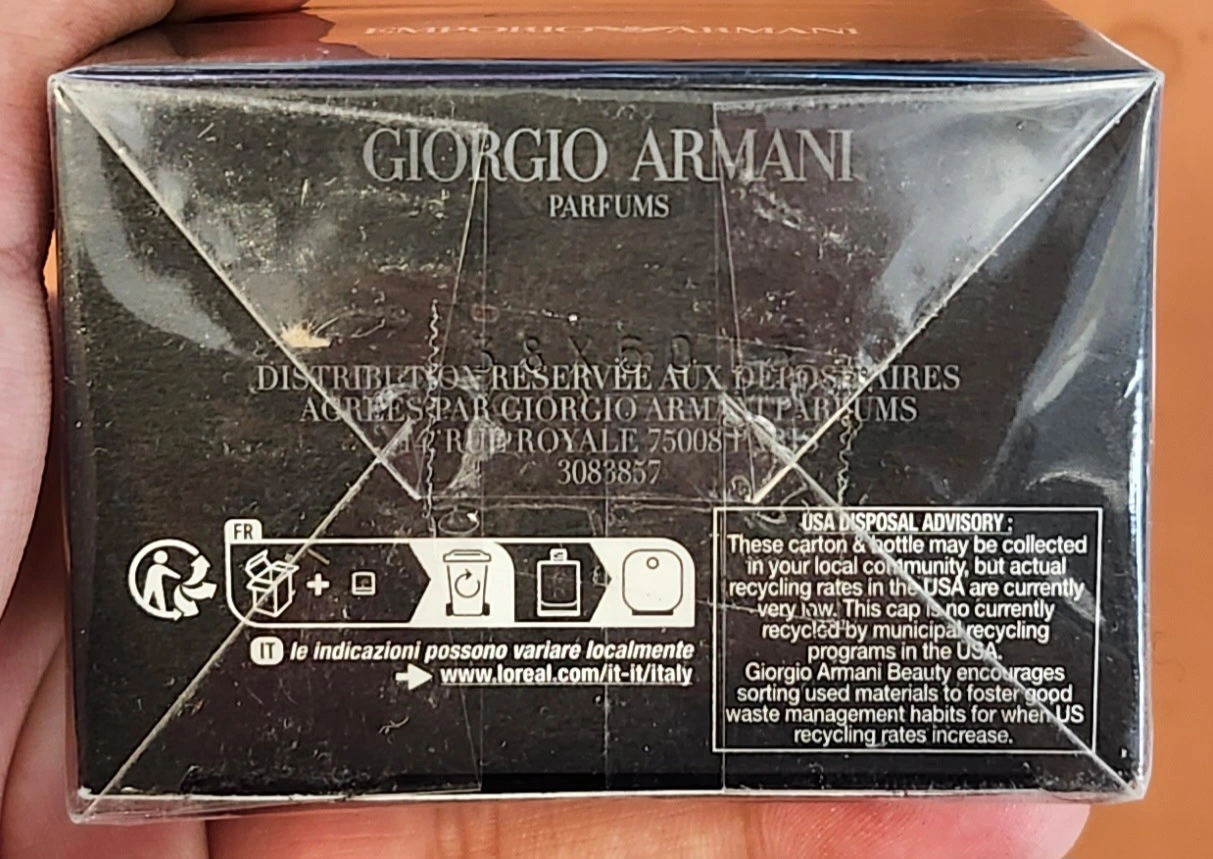 EMPORIO ARMANI
GIORGIO ARMANI
PARFUMS
38X60
DISTRIBUTION RÉSERVÉE AUX DÉPOSITAIRES
AGRÉÉS PAR GIORGIO ARMANI PARFUMS
14 RUE ROYALE 75008 PARIS
3083857
FR
+
IT le indicazioni possono variare localmente
www.loreal.com/it-it/italy
USA DISPOSAL ADVISORY :
These carton & bottle may be collected
in your local community, but actual
recycling rates in the USA are currently
very low. This cap is no currently
recycled by municipal recycling
programs in the USA.
Giorgio Armani Beauty encourages
sorting used materials to foster good
waste management habits for when US
recycling rates increase.